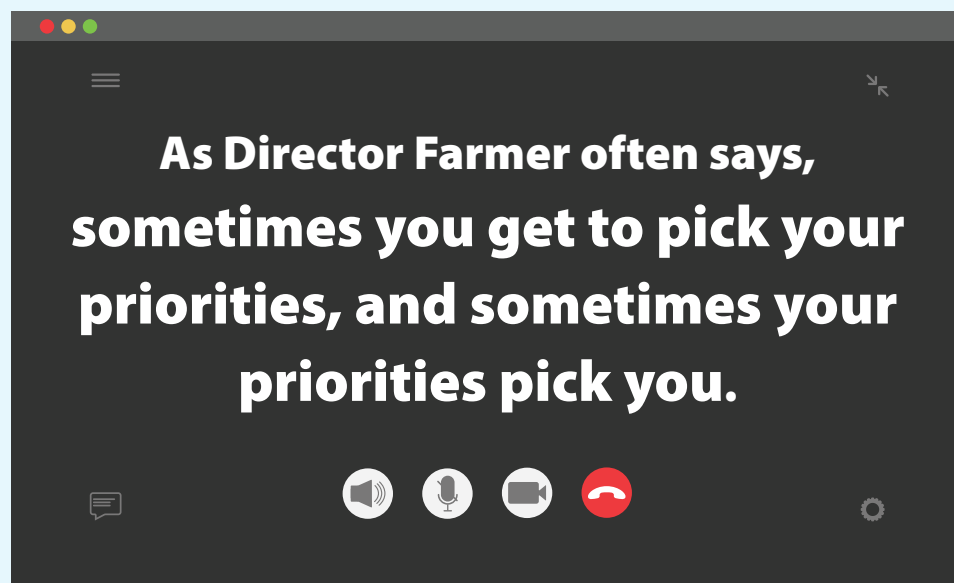 As Director Farmer often says,
sometimes you get to pick your
priorities, and sometimes your
priorities pick you.